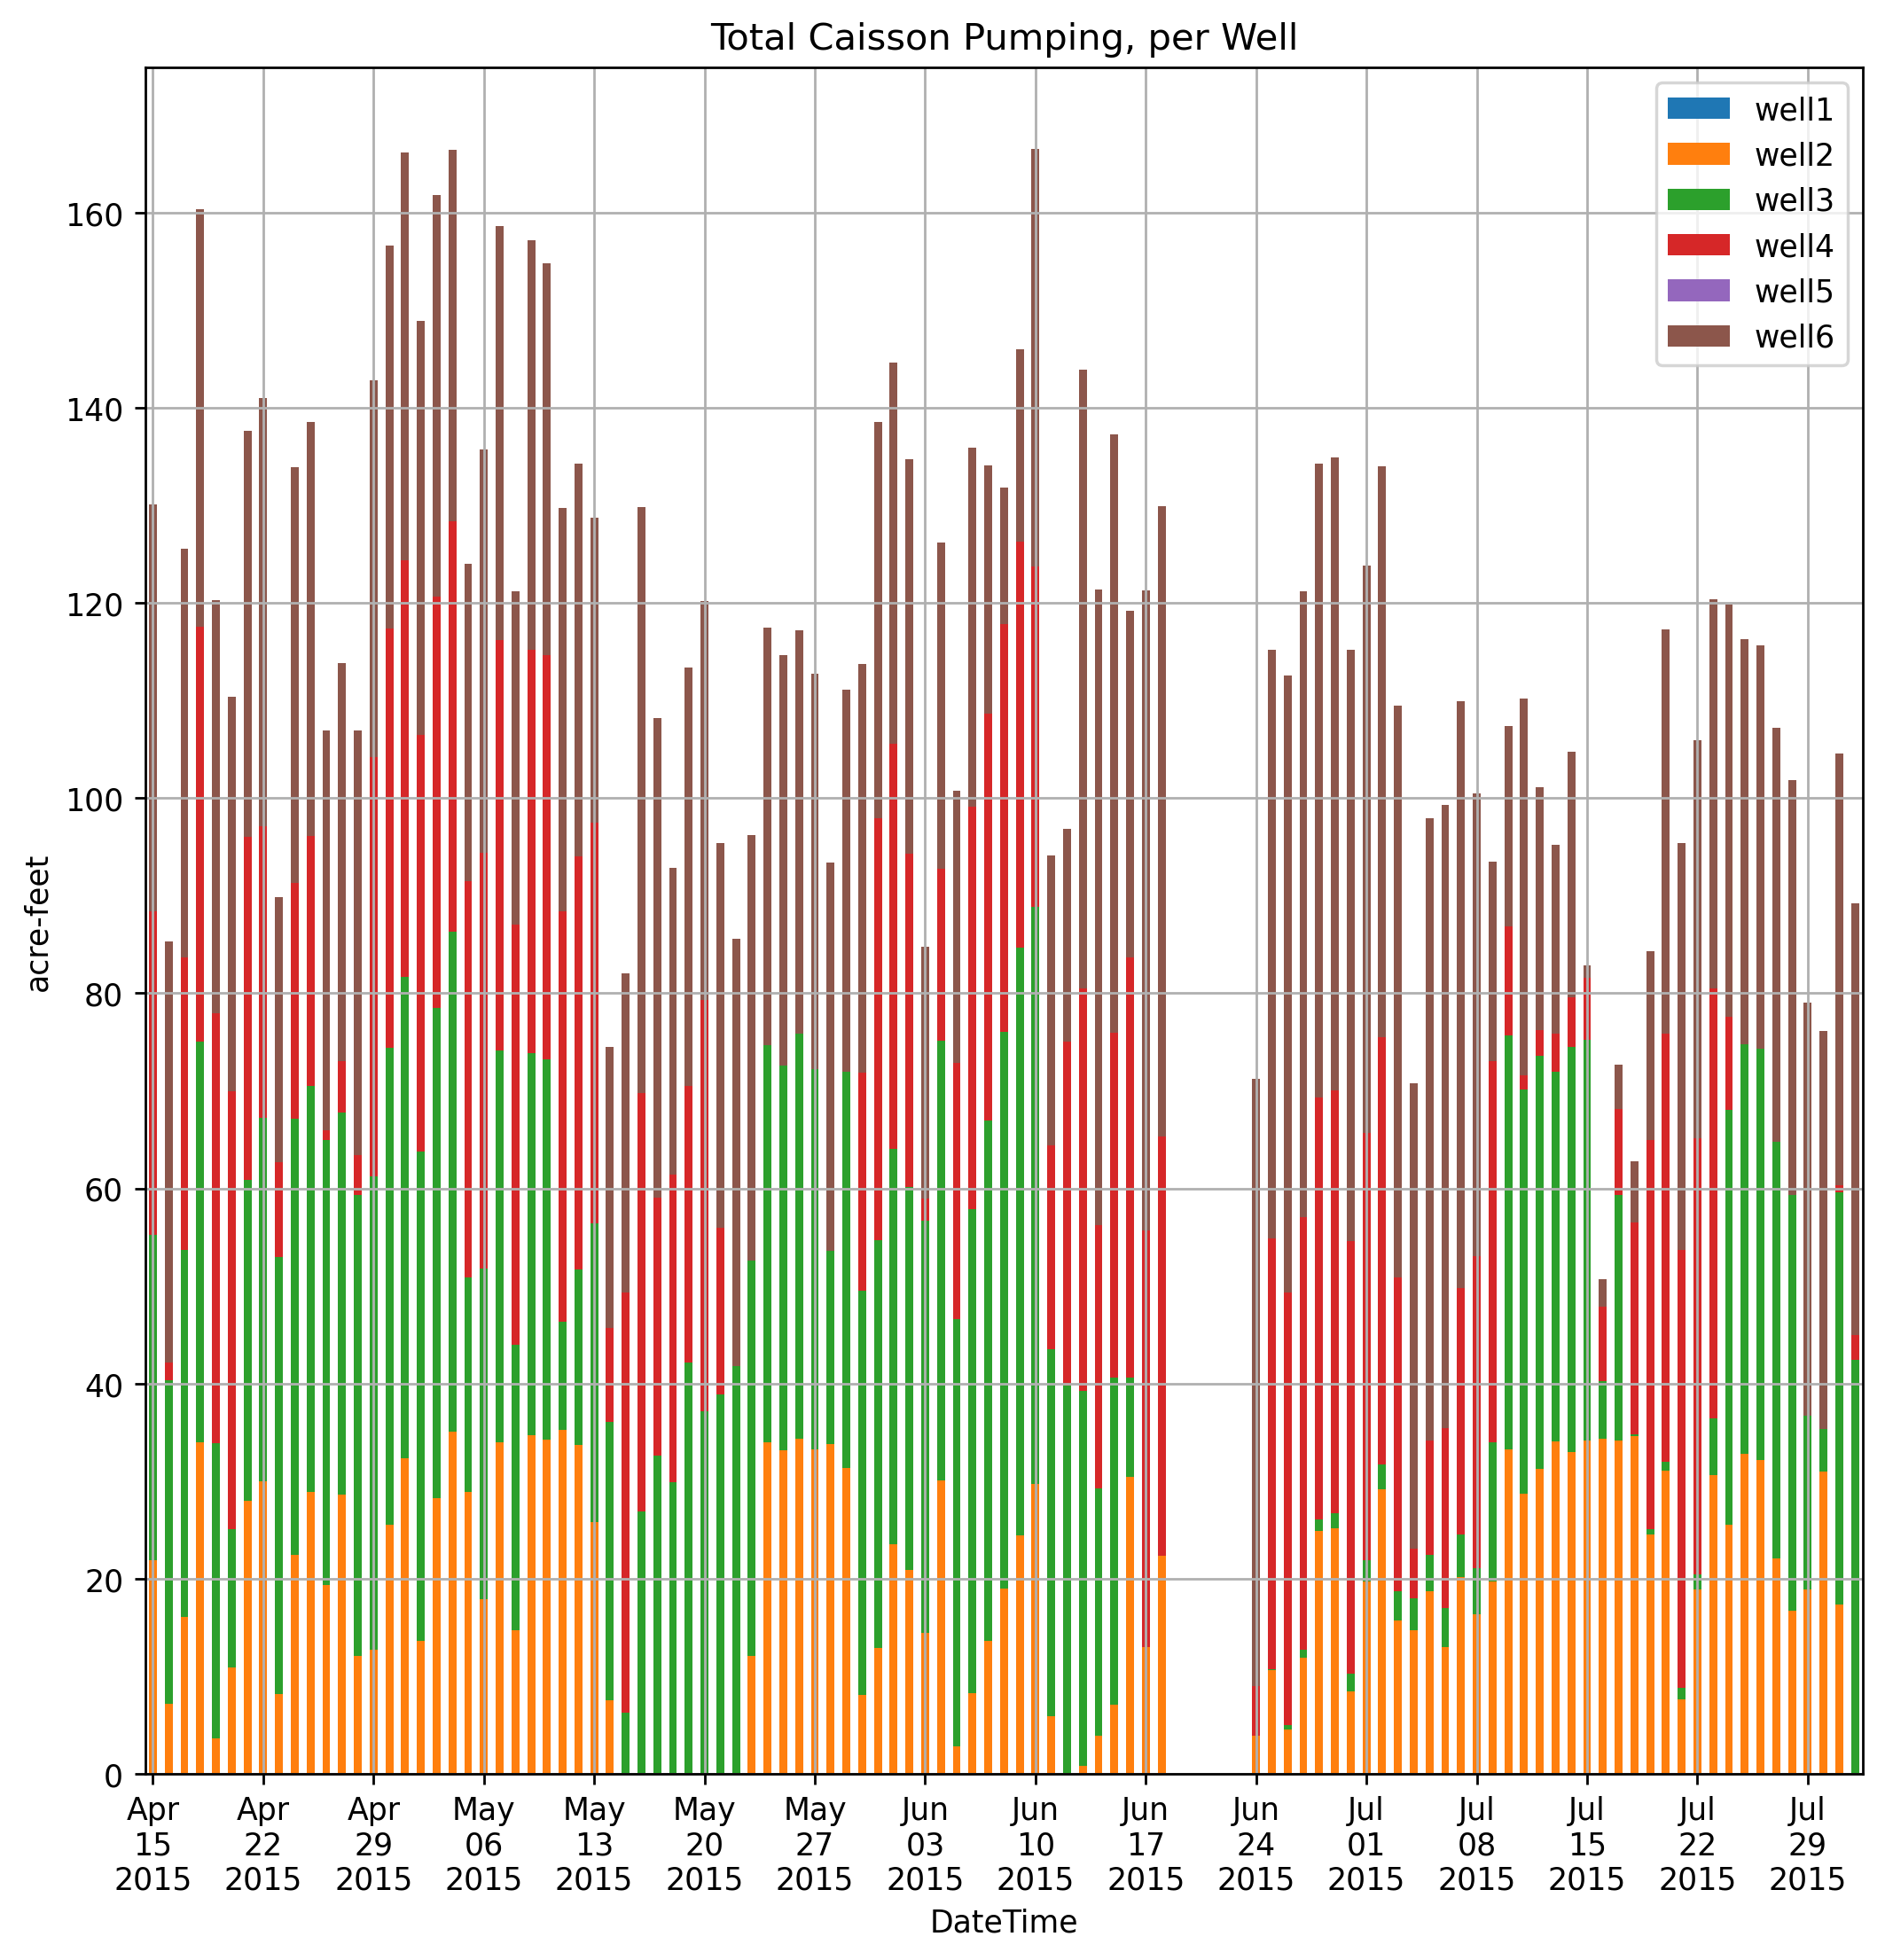 Total Caisson Pumping, per Well
well1
well2
well3
well4
well5
well6
160
140
120
100
80
60
40
20
0
acre-feet
Apr
15
2015
Apr
22
2015
Apr
29
2015
May
06
2015
May
13
2015
May
20
2015
May
27
2015
Jun
03
2015
Jun
10
2015
Jun
17
2015
Jun
24
2015
Jul
01
2015
Jul
08
2015
Jul
15
2015
Jul
22
2015
Jul
29
2015
DateTime